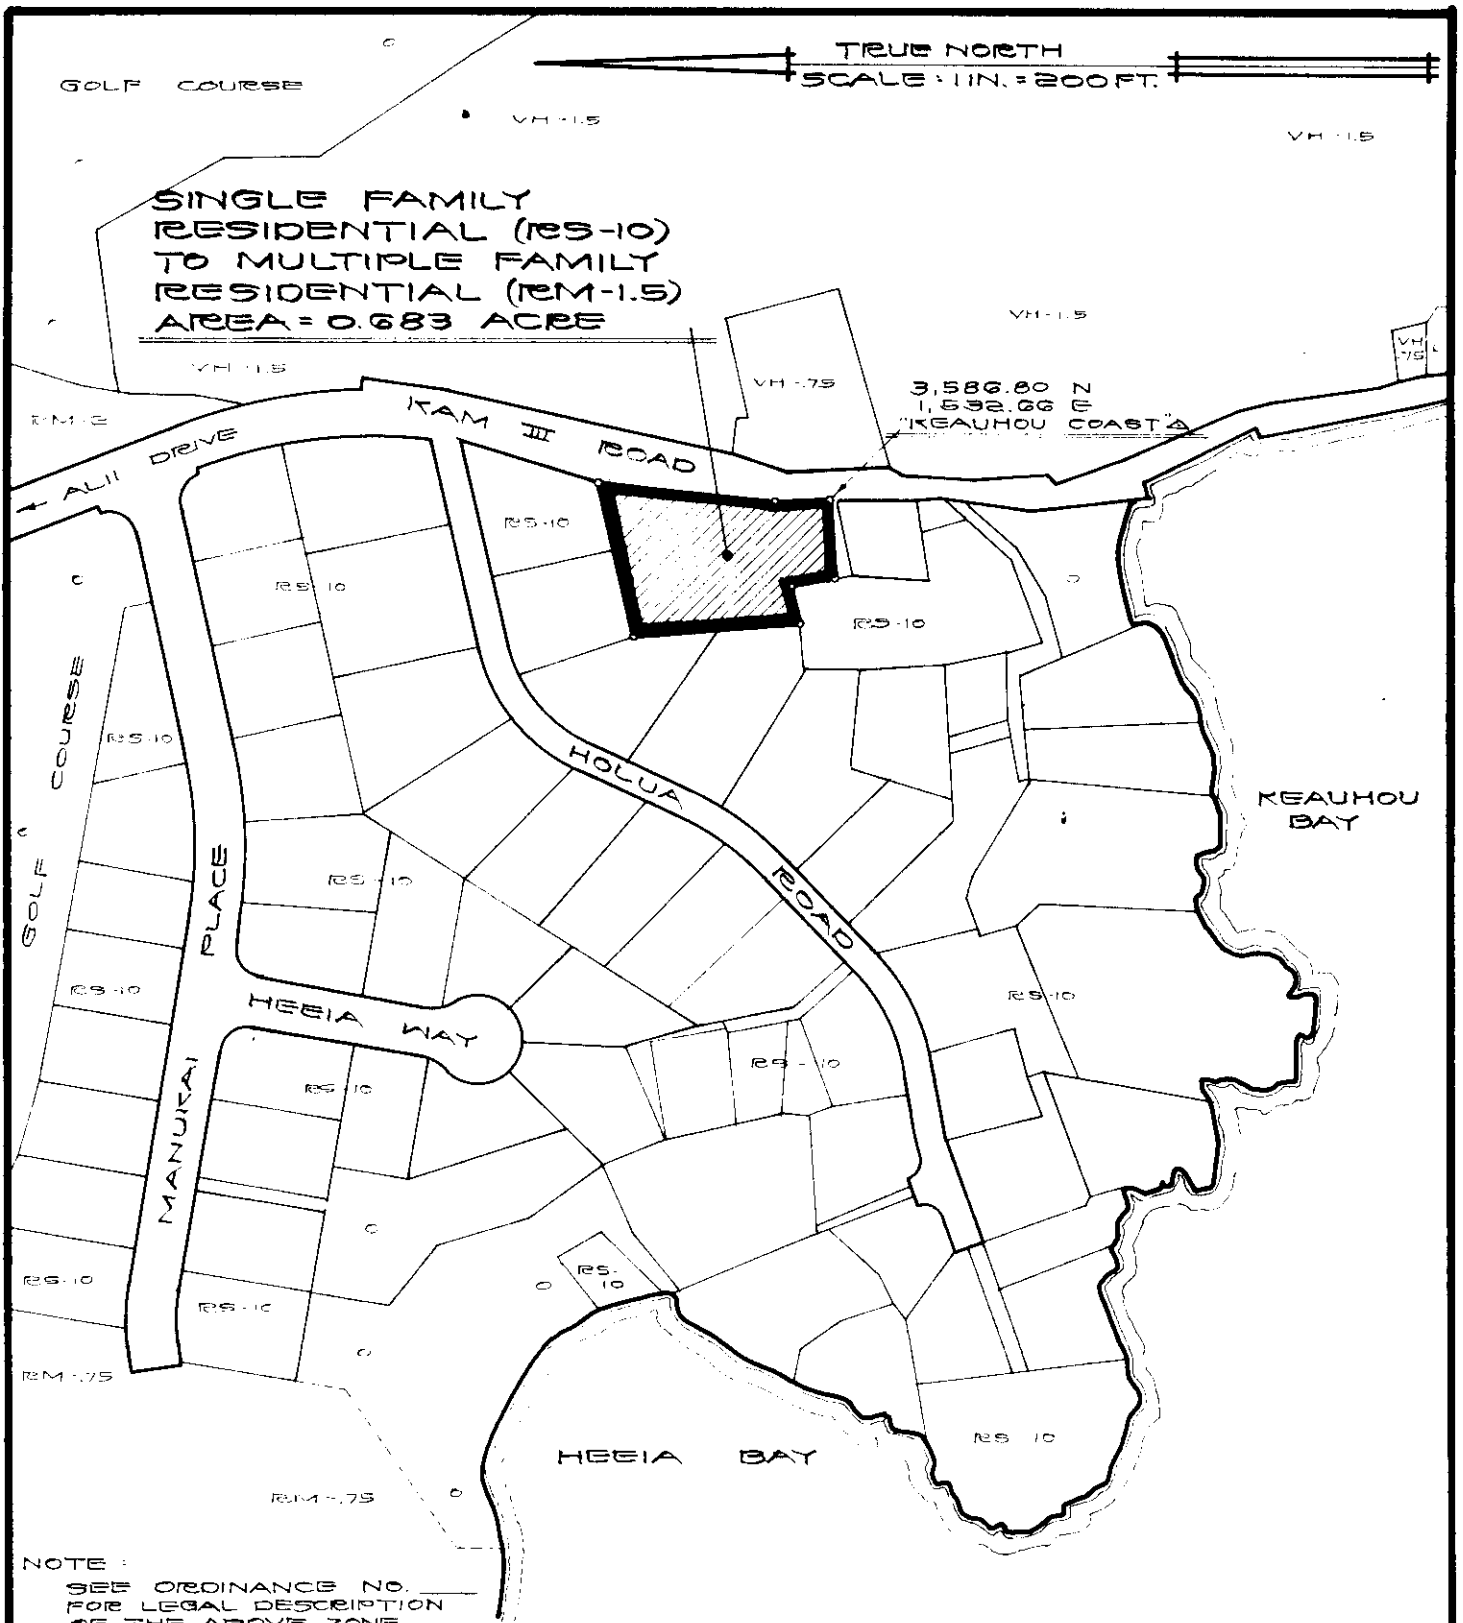 TRUE NORTH
SCALE : 1 IN. = 200 FT.
GOLF COURSE
VH-1.5
VH-1.5
SINGLE FAMILY
RESIDENTIAL (RS-10)
TO MULTIPLE FAMILY
RESIDENTIAL (RM-1.5)
AREA = 0.683 ACRE
VH-1.5
VH-1.5
VH-.75
VH
.75
RM-2
3,586.80 N
1,532.66 E
"KEAUHOU COAST"
KAM III ROAD
ALII DRIVE
RS-10
RS-10
RS-10
GOLF COURSE
RS-10
HOLUA ROAD
KEAUHOU
BAY
RS-10
MANUKAI PLACE
RS-10
RS-10
HEEIA WAY
RS-10
RS-10
RS-10
RS-10
RS-
10
RM-.75
HEEIA BAY
RS-10
RM-.75
O
O
O
O
O
O
NOTE :
SEE ORDINANCE NO.
FOR LEGAL DESCRIPTION
OF THE ABOVE ZONE